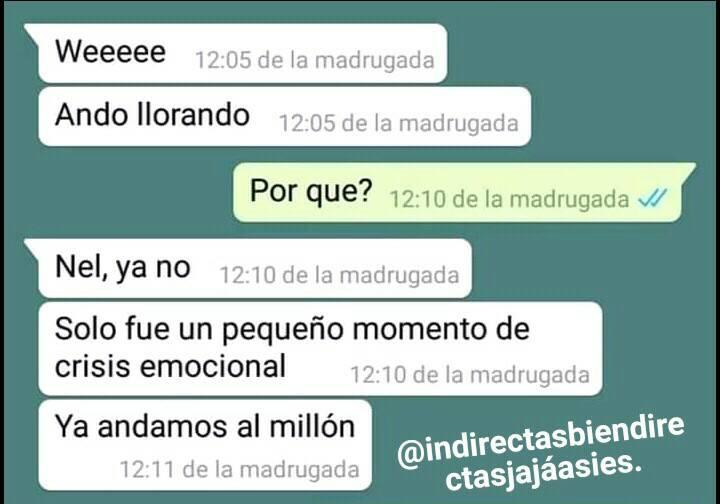 Weeeee 12:05 de la madrugada
Ando llorando 12:05 de la madrugada
Por que? 12:10 de la madrugada
Nel, ya no 12:10 de la madrugada
Solo fue un pequeño momento de
crisis emocional 12:10 de la madrugada
Ya andamos al millón
12:11 de la madrugada
@indirectasbiendire
ctasjajáasies.